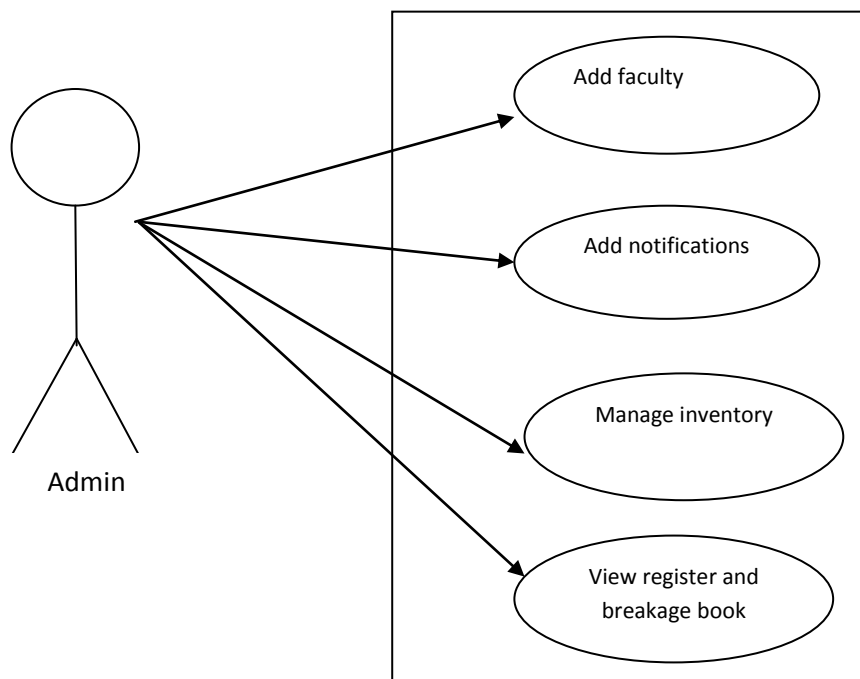 Add faculty
Add notifications
Manage inventory
Admin
View register and
breakage book